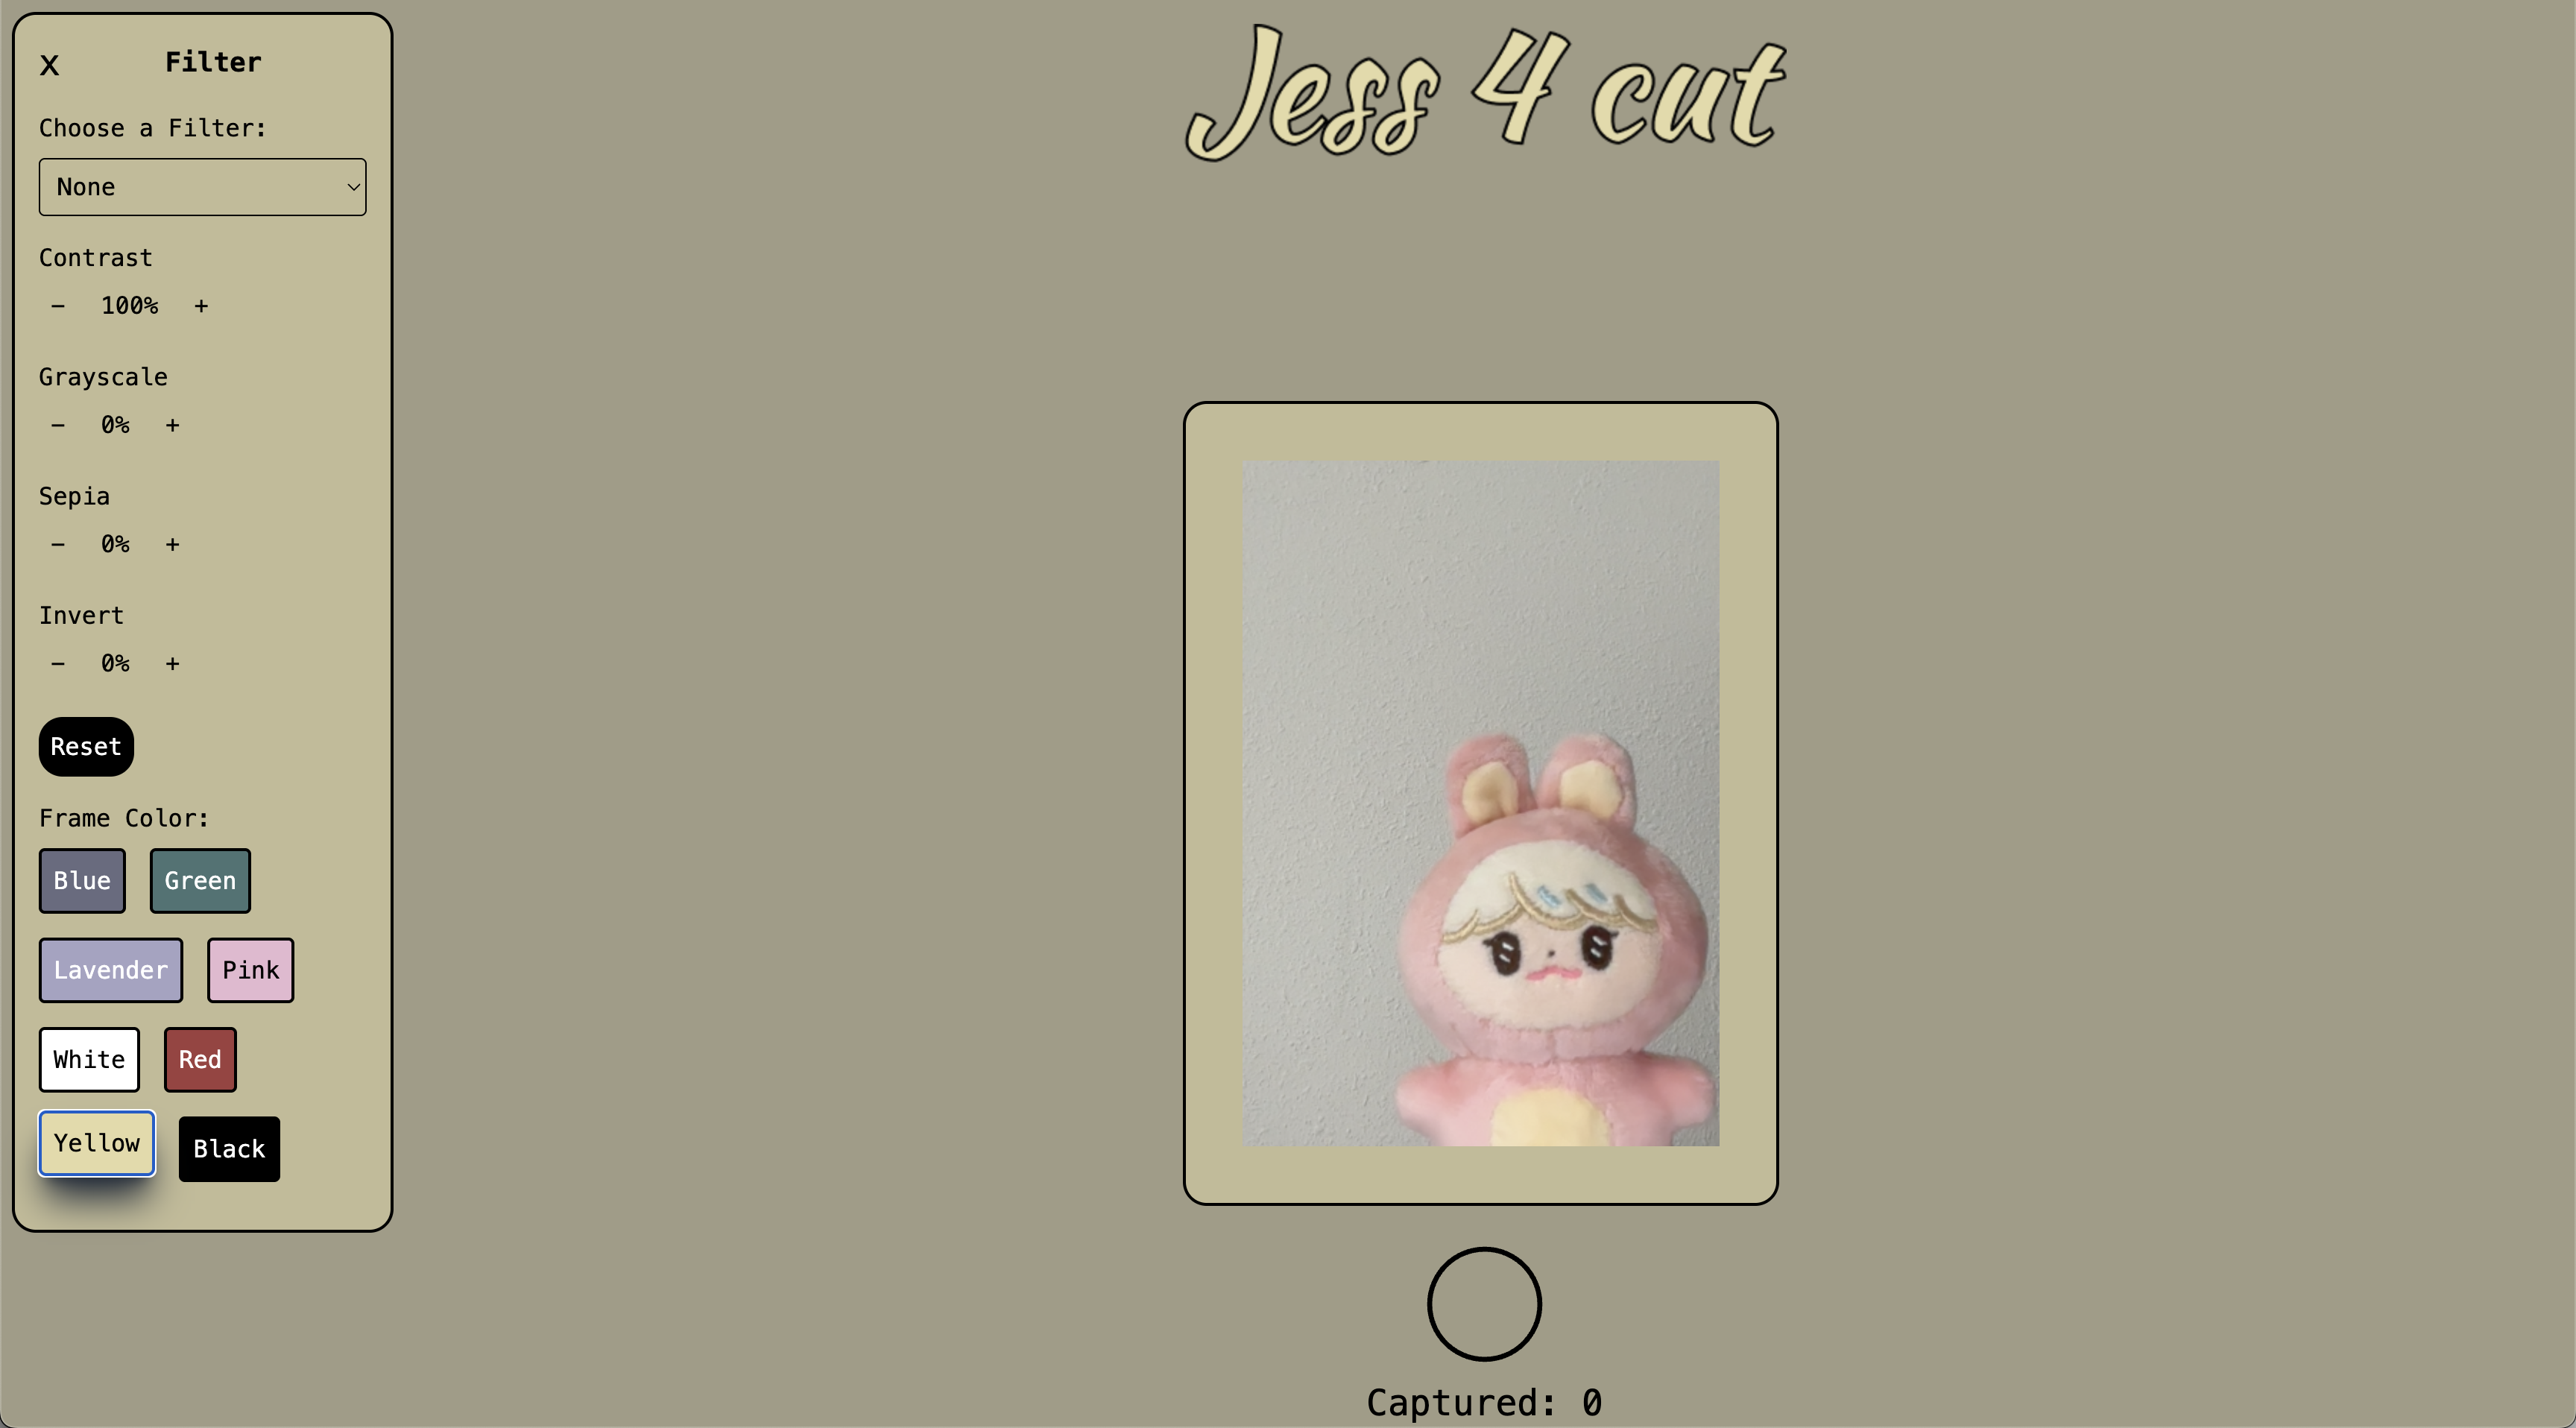 X Filter
Choose a Filter:
None
Contrast
- 100% +
Grayscale
- 0% +
Sepia
- 0% +
Invert
- 0% +
Reset
Frame Color:
Blue Green
Lavender Pink
White Red
Yellow Black
Jess 4 cut
Captured: 0